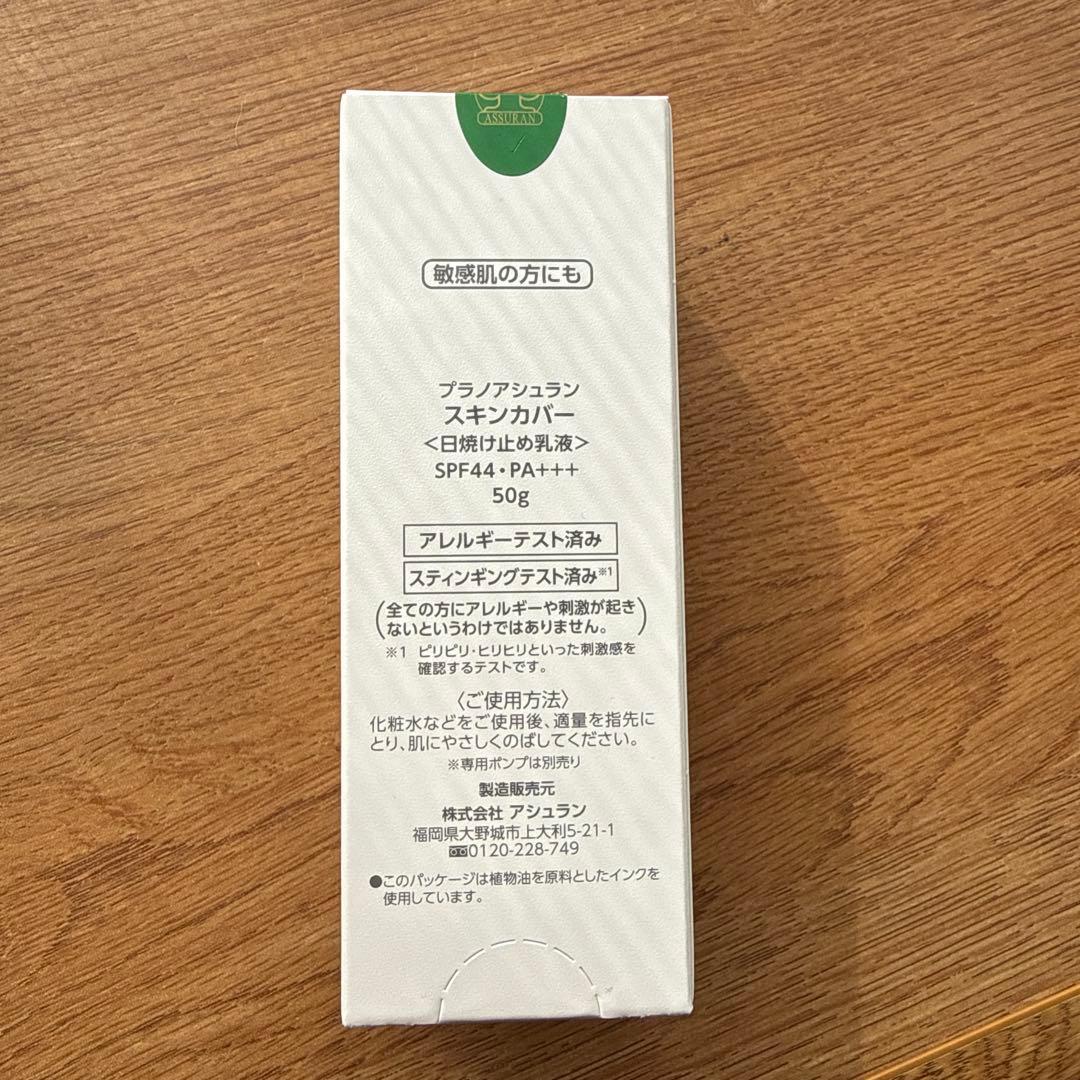 ASSURAN
敏感肌の方にも
プラノアシュラン
スキンカバー
<日焼け止め乳液>
SPF44・PA+++
50g
アレルギーテスト済み
スティンギングテスト済み※1
(全ての方にアレルギーや刺激が起き
ないというわけではありません。)
※1 ピリピリ・ヒリヒリといった刺激感を
確認するテストです。
〈ご使用方法〉
化粧水などをご使用後、適量を指先に
とり、肌にやさしくのばしてください。
※専用ポンプは別売り
製造販売元
株式会社 アシュラン
福岡県大野城市上大利5-21-1
0120-228-749
●このパッケージは植物油を原料としたインクを
使用しています。